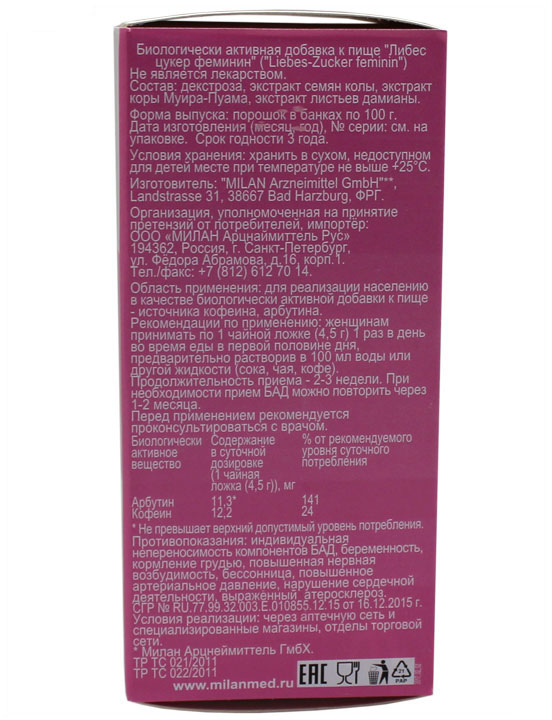 Биологически активная добавка к пище "Либес
цукер феминин" ("Liebes-Zucker feminin")
Не является лекарством.
Состав: декстроза, экстракт семян колы, экстракт
коры Муира-Пуама, экстракт листьев дамианы.
Форма выпуска: порошок в банках по 100 г.
Дата изготовления (месяц, год), № серии: см. на
упаковке. Срок годности 3 года.
Условия хранения: хранить в сухом, недоступном
для детей месте при температуре не выше +25°С.
Изготовитель: "MILAN Arzneimittel GmbH"**,
Landstrasse 31, 38667 Bad Harzburg, ФРГ.
Организация, уполномоченная на принятие
претензий от потребителей, импортёр:
ООО «МИЛАН Арцнаймиттель Рус»
194362, Россия, г. Санкт-Петербург,
ул. Фёдора Абрамова, д.16, корп.1.
Тел./факс: +7 (812) 612 70 14.
Область применения: для реализации населению
в качестве биологически активной добавки к пище
- источника кофеина, арбутина.
Рекомендации по применению: женщинам
принимать по 1 чайной ложке (4,5 г) 1 раз в день
во время еды в первой половине дня,
предварительно растворив в 100 мл воды или
другой жидкости (сока, чая, кофе).
Продолжительность приема - 2-3 недели. При
необходимости прием БАД можно повторить через
1-2 месяца.
Перед применением рекомендуется
проконсультироваться с врачом.
Биологически Содержание % от рекомендуемого
активное в суточной уровня суточного
вещество дозировке потребления
(1 чайная
ложка (4,5 г)), мг
Арбутин 11,3* 141
Кофеин 12,2 24
* Не превышает верхний допустимый уровень потребления.
Противопоказания: индивидуальная
непереносимость компонентов БАД, беременность,
кормление грудью, повышенная нервная
возбудимость, бессонница, повышенное
артериальное давление, нарушение сердечной
деятельности, выраженный атеросклероз.
СГР № RU.77.99.32.003.Е.010855.12.15 от 16.12.2015 г.
Условия реализации: через аптечную сеть и
специализированные магазины, отделы торговой
сети.
* Милан Арцнеймиттель ГмбХ.
ТР ТС 021/2011
ТР ТС 022/2011
www.milanmed.ru
EAC
21
PAP